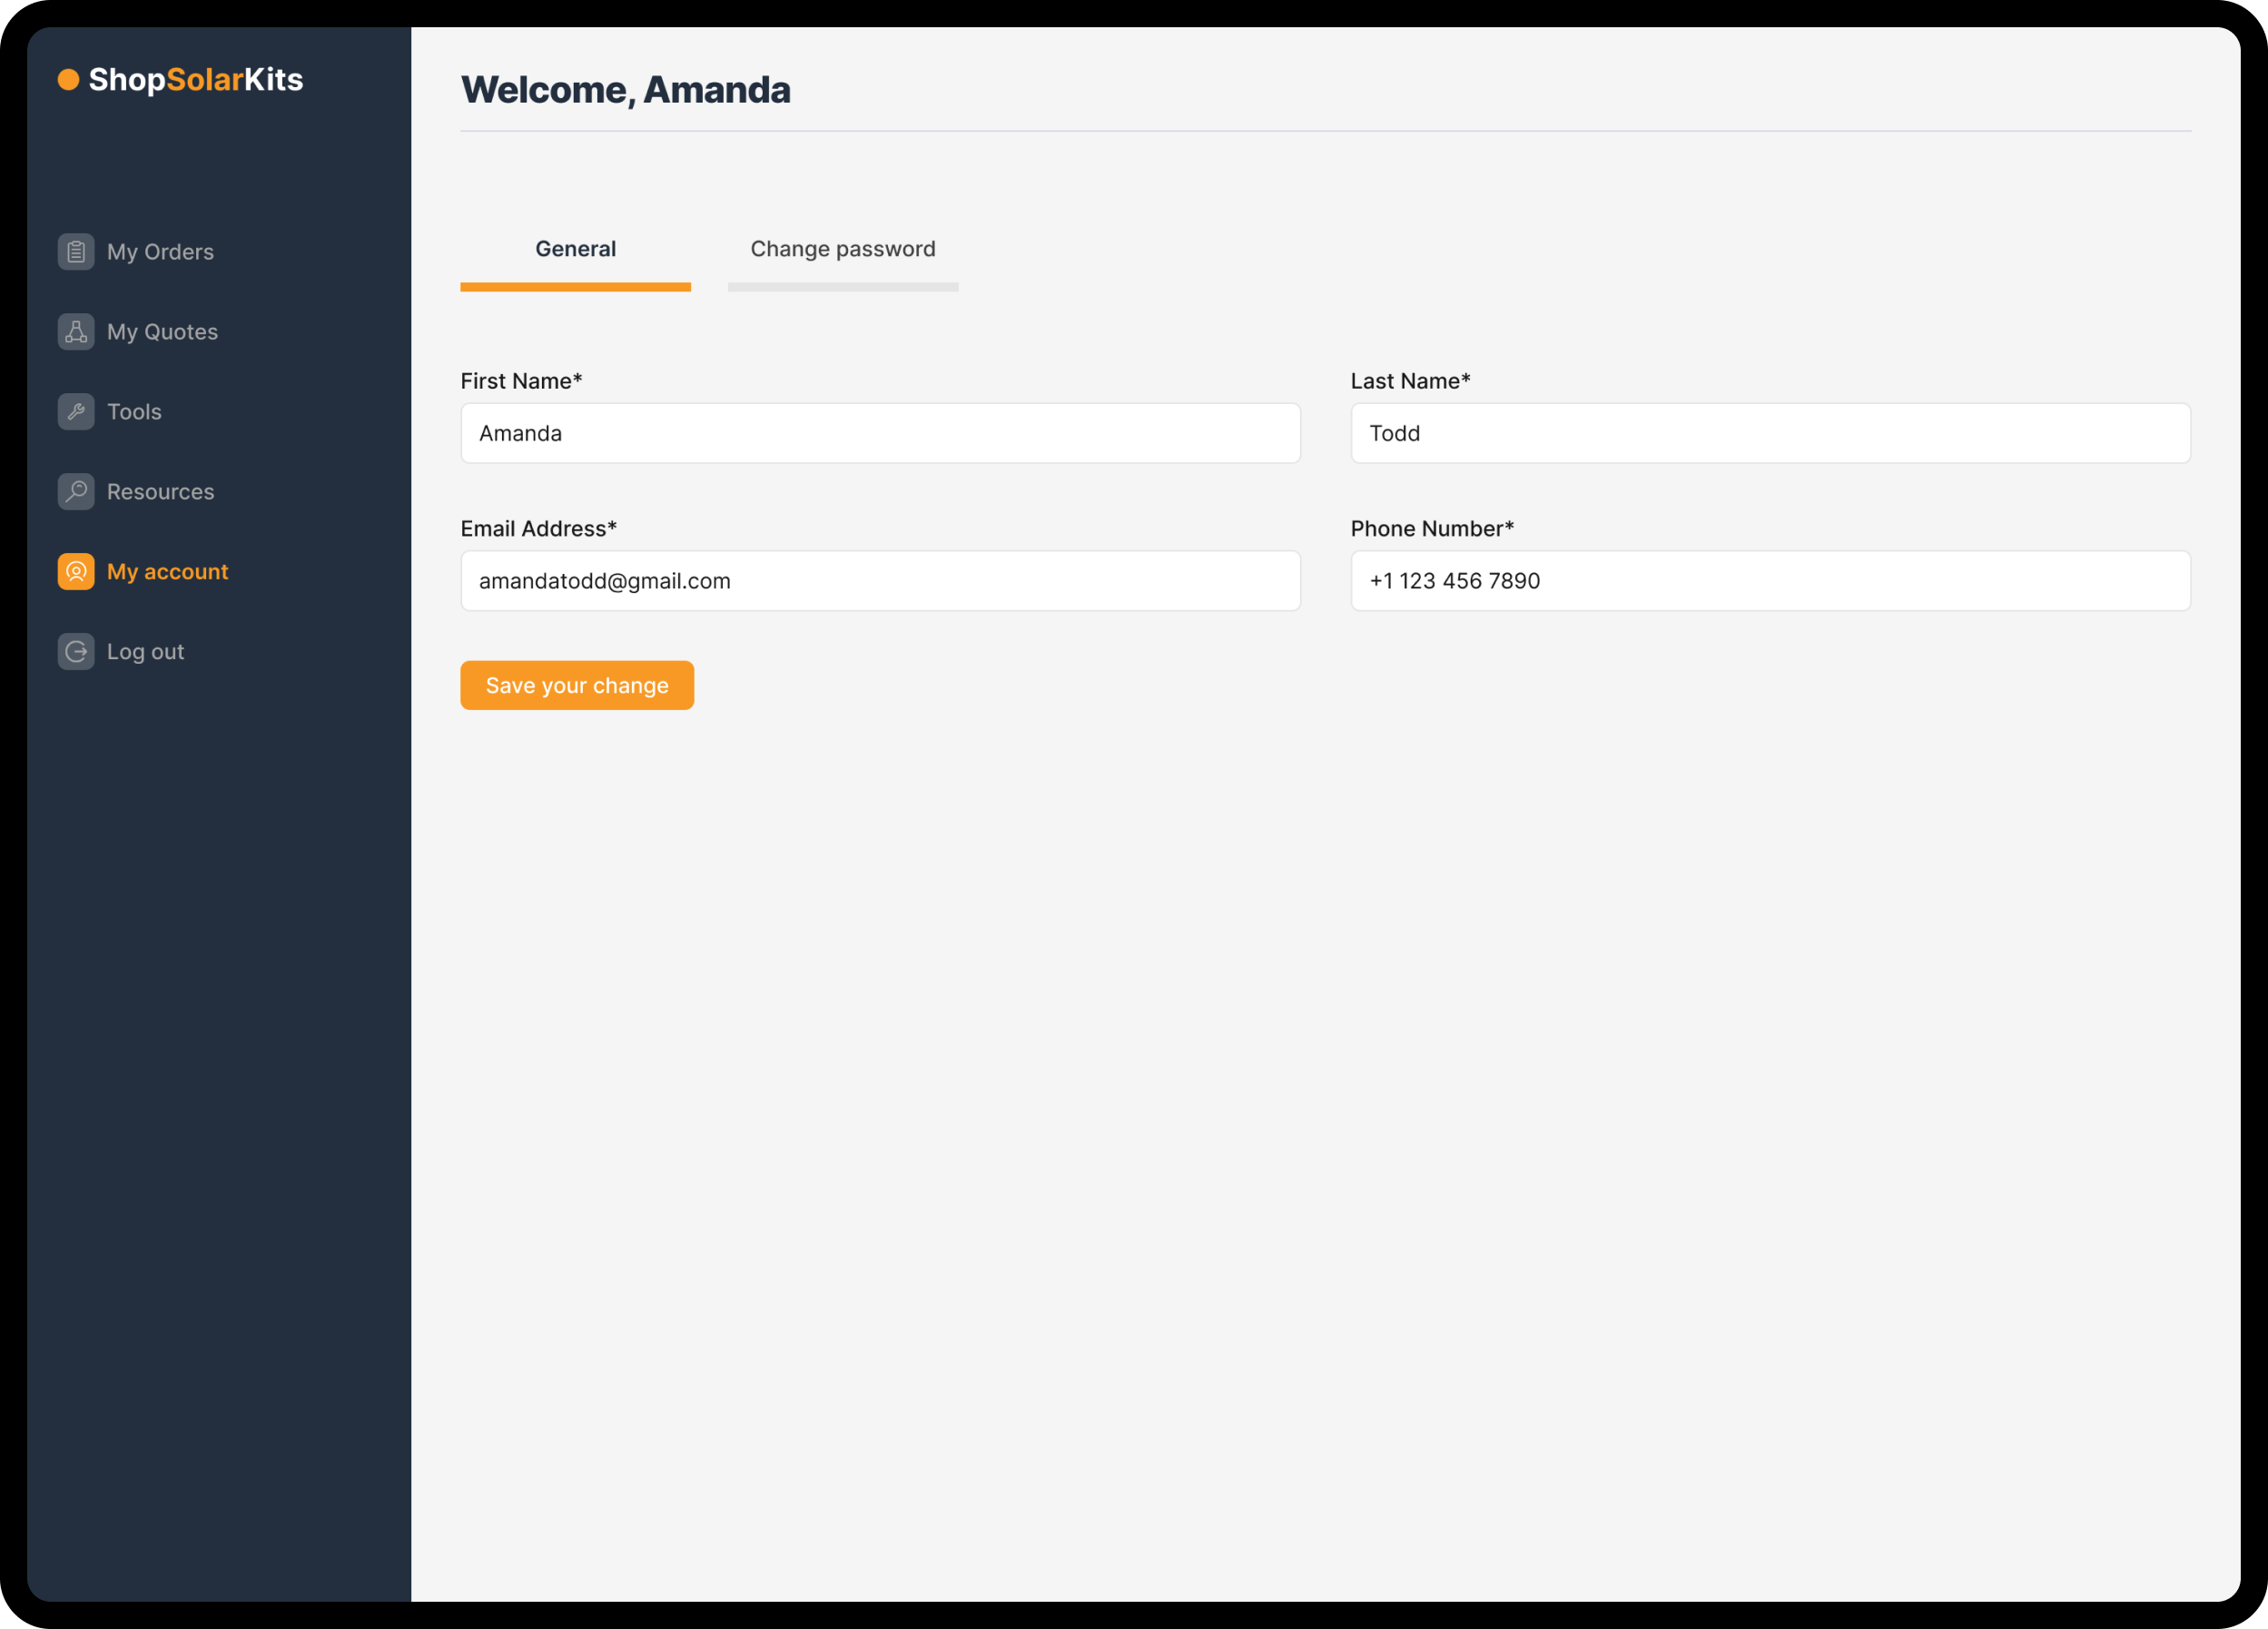 ShopSolarKits
My Orders
My Quotes
Tools
Resources
My account
Log out
Welcome, Amanda
General
Change password
First Name*
Amanda
Last Name*
Todd
Email Address*
amandatodd@gmail.com
Phone Number*
+1 123 456 7890
Save your change